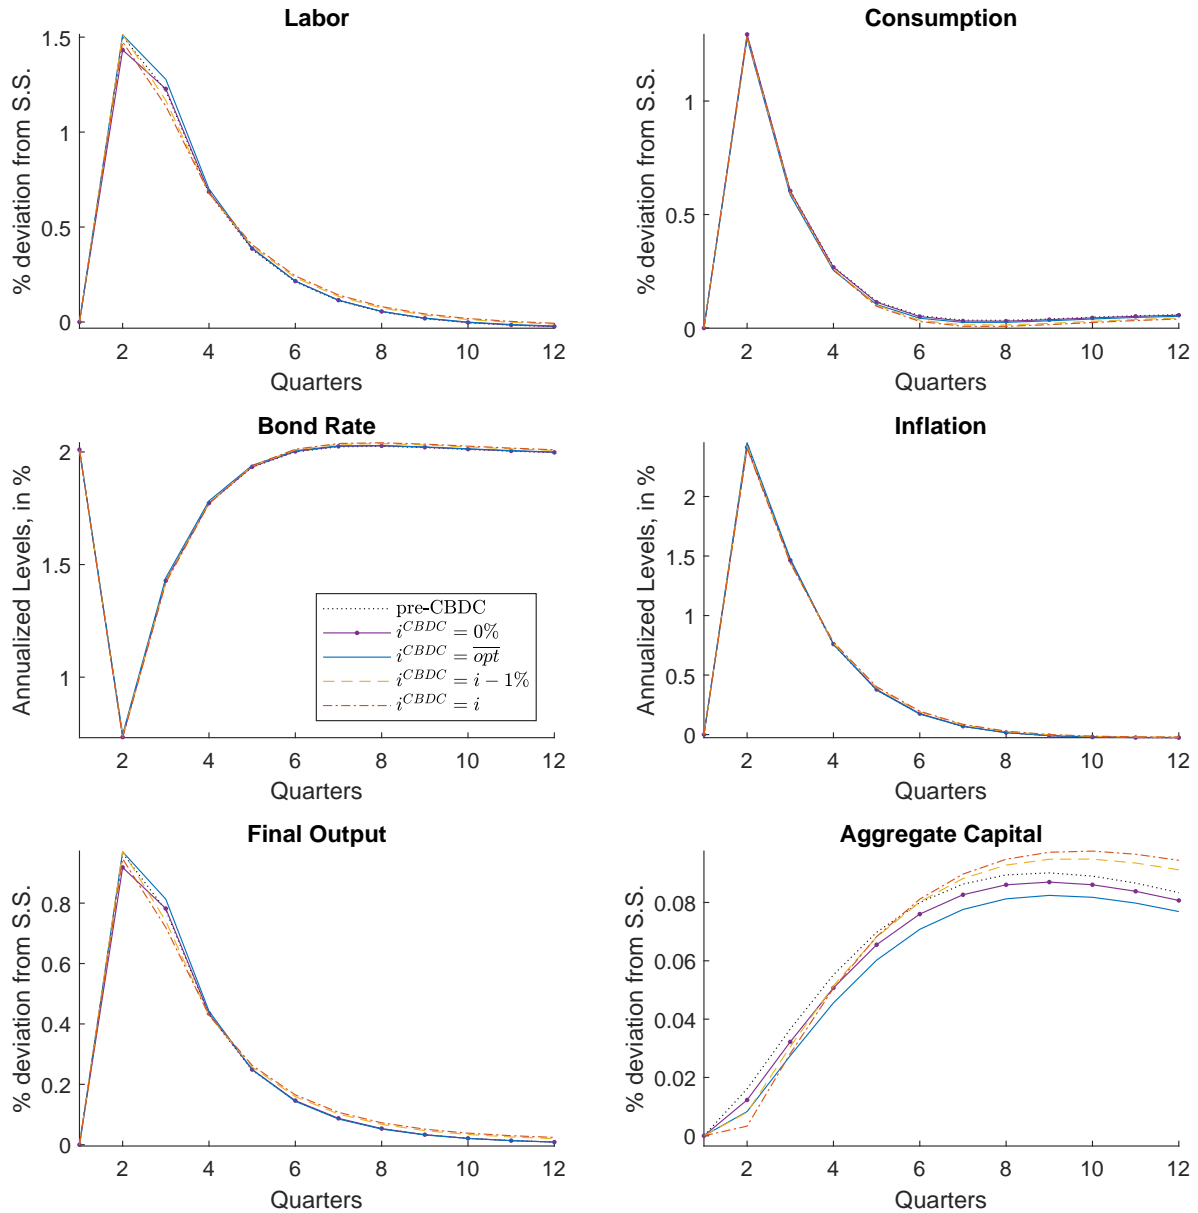 Labor
% deviation from S.S.
1.5
1
0.5
0
2 4 6 8 10 12
Quarters
Consumption
% deviation from S.S.
1
0.5
0
2 4 6 8 10 12
Quarters
Bond Rate
Annualized Levels, in %
2
1.5
1
2 4 6 8 10 12
Quarters
pre-CBDC
i^{CBDC} = 0%
i^{CBDC} = \overline{opt}
i^{CBDC} = i − 1%
i^{CBDC} = i
Inflation
Annualized Levels, in %
2
1.5
1
0.5
0
2 4 6 8 10 12
Quarters
Final Output
% deviation from S.S.
0.8
0.6
0.4
0.2
0
2 4 6 8 10 12
Quarters
Aggregate Capital
% deviation from S.S.
0.08
0.06
0.04
0.02
0
2 4 6 8 10 12
Quarters